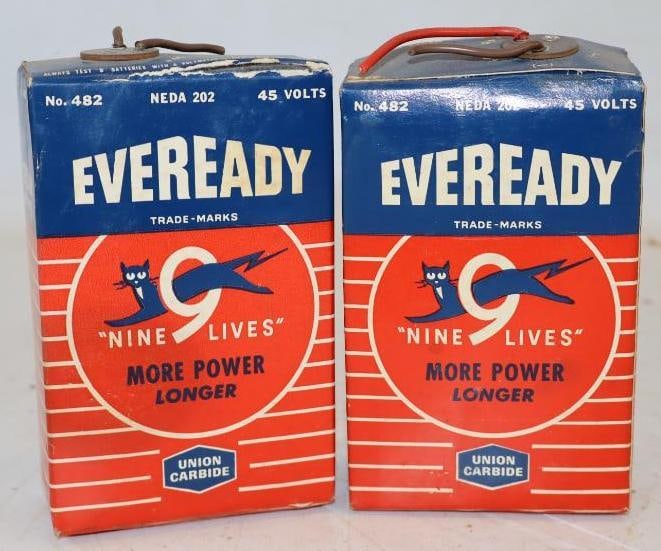 ALWAYS TEST B BATTERIES WITH A
No. 482 NEDA 202 45 VOLTS
EVEREADY
TRADE-MARKS
9
"NINE LIVES"
MORE POWER
LONGER
UNION
CARBIDE
No. 482 NEDA 45 VOLTS
EVEREADY
TRADE-MARKS
9
"NINE LIVES"
MORE POWER
LONGER
UNION
CARBIDE